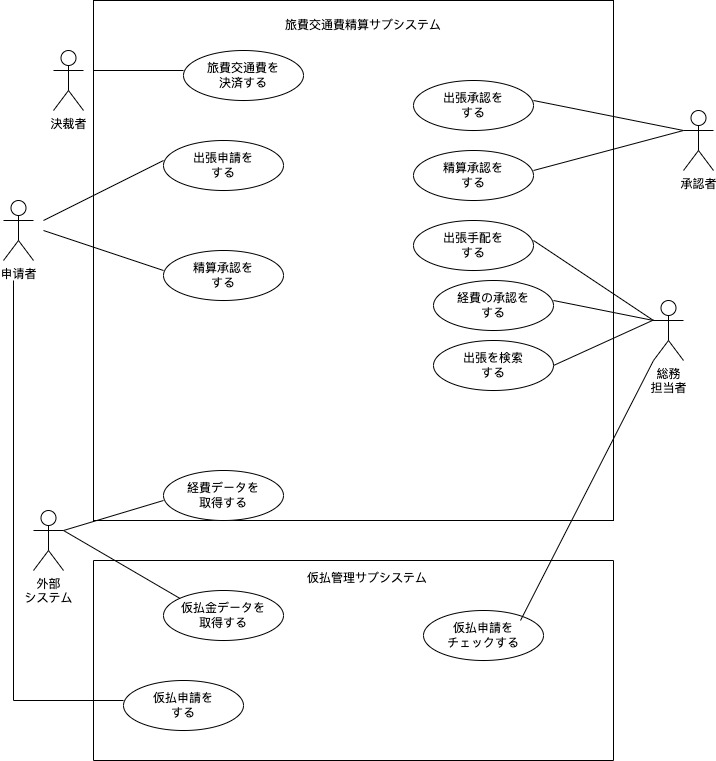 旅費交通費精算サブシステム
旅費交通費を
決済する
決裁者
出張承認を
する
承認者
出張申請を
する
精算承認を
する
申请者
精算承認を
する
出張手配を
する
経費の承認を
する
出張を検索
する
総務
担当者
経費データを
取得する
外部
システム
仮払管理サブシステム
仮払金データを
取得する
仮払申請を
チェックする
仮払申請を
する